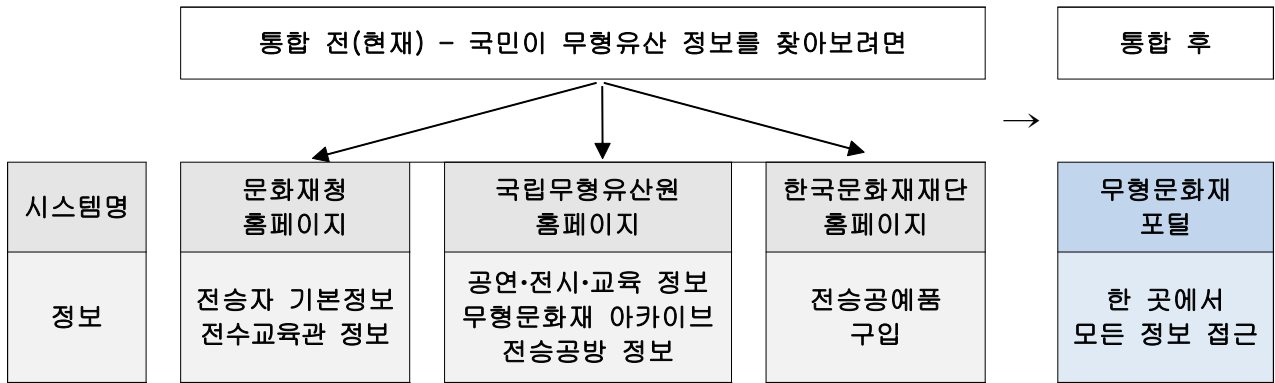 통합 전(현재) - 국민이 무형유산 정보를 찾아보려면
통합 후
→
시스템명
문화재청
홈페이지
국립무형유산원
홈페이지
한국문화재재단
홈페이지
무형문화재
포털
정보
전승자 기본정보
전수교육관 정보
공연·전시·교육 정보
무형문화재 아카이브
전승공방 정보
전승공예품
구입
한 곳에서
모든 정보 접근